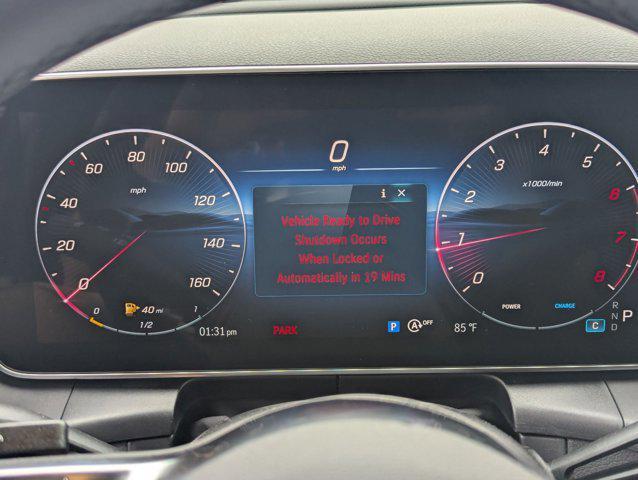 0
mph
80
60
100
mph
40
120
20
140
0
160
0
40 mi
1
1/2
i ×
Vehicle Ready to Drive
Shutdown Occurs
When Locked or
Automatically in 19 Mins
4
3
5
x1000/min
2
6
1
7
0
8
POWER
CHARGE
R
N
D
P
C
01:31 pm
PARK
P
A OFF
85 °F